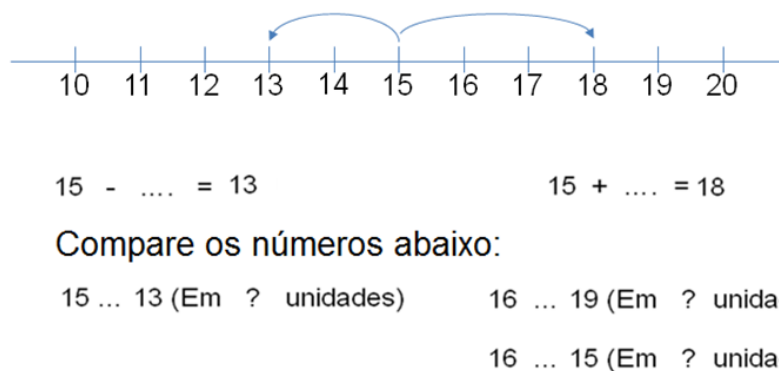 10 11 12 13 14 15 16 17 18 19 20
15 - .... = 13 15 + .... = 18
Compare os números abaixo:
15 ... 13 (Em ? unidades) 16 ... 19 (Em ? unida
16 ... 15 (Em ? unida